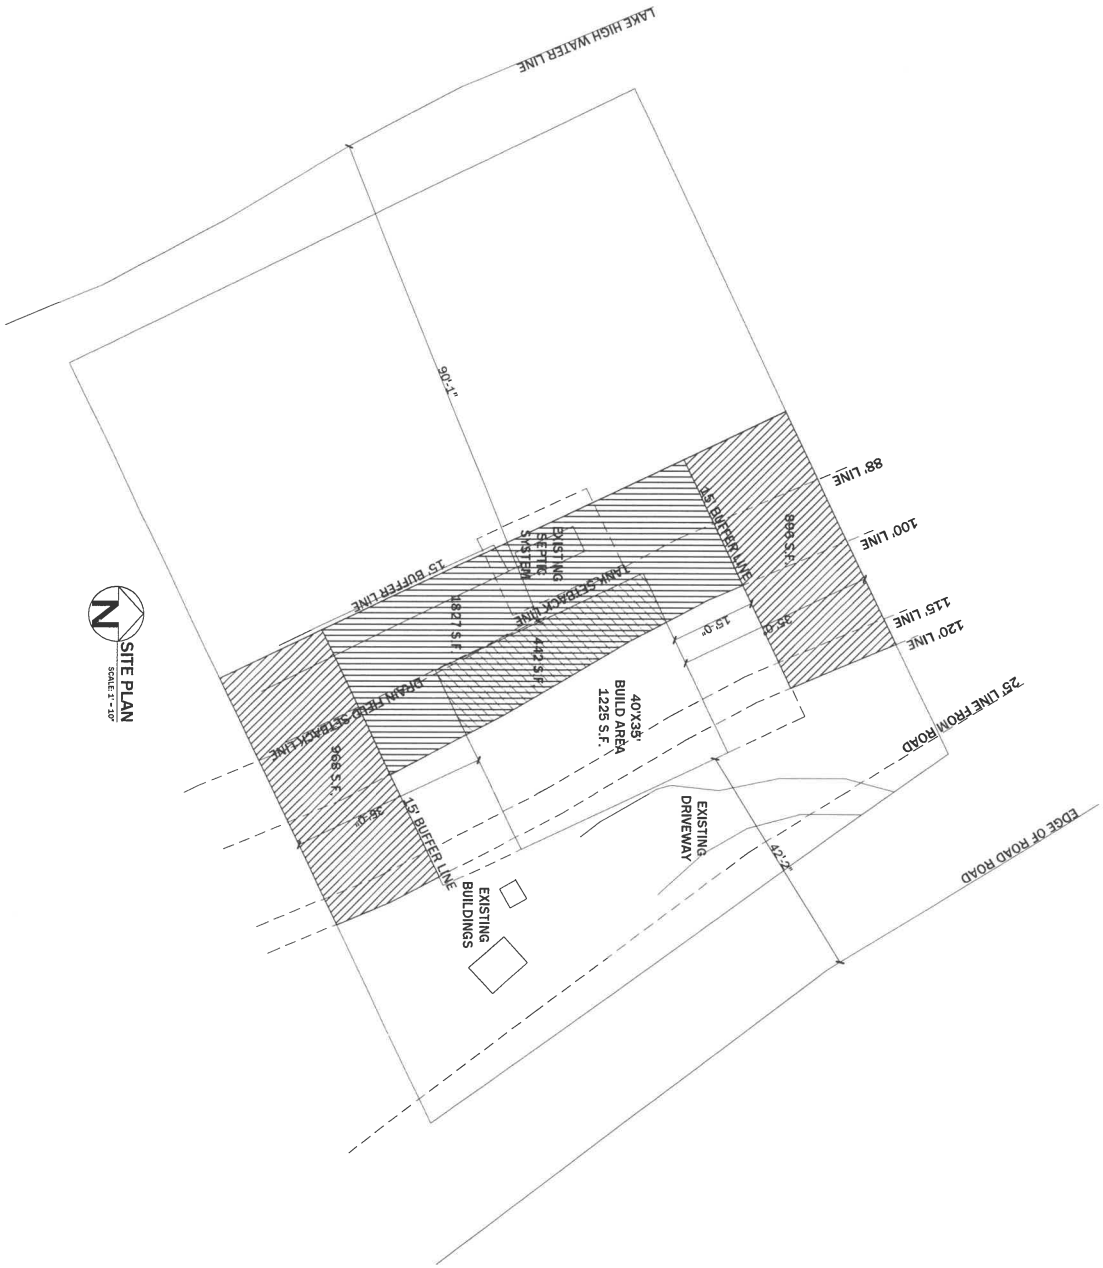 LAKE HIGH WATER LINE
90'-1"
88' LINE
100' LINE
115' LINE
120' LINE
25' LINE FROM ROAD
EDGE OF ROAD ROAD
15' BUFFER LINE
896 S.F.
EXISTING
SEPTIC
SYSTEM
TANK SETBACK LINE
15' BUFFER LINE
1827 S.F.
442 S.F.
15'-0"
35'-0"
40'X35'
BUILD AREA
1225 S.F.
DRAIN FIELD SETBACK LINE
968 S.F.
15' BUFFER LINE
EXISTING
DRIVEWAY
42'-2"
EXISTING
BUILDINGS
N
SITE PLAN
SCALE: 1" = 10'